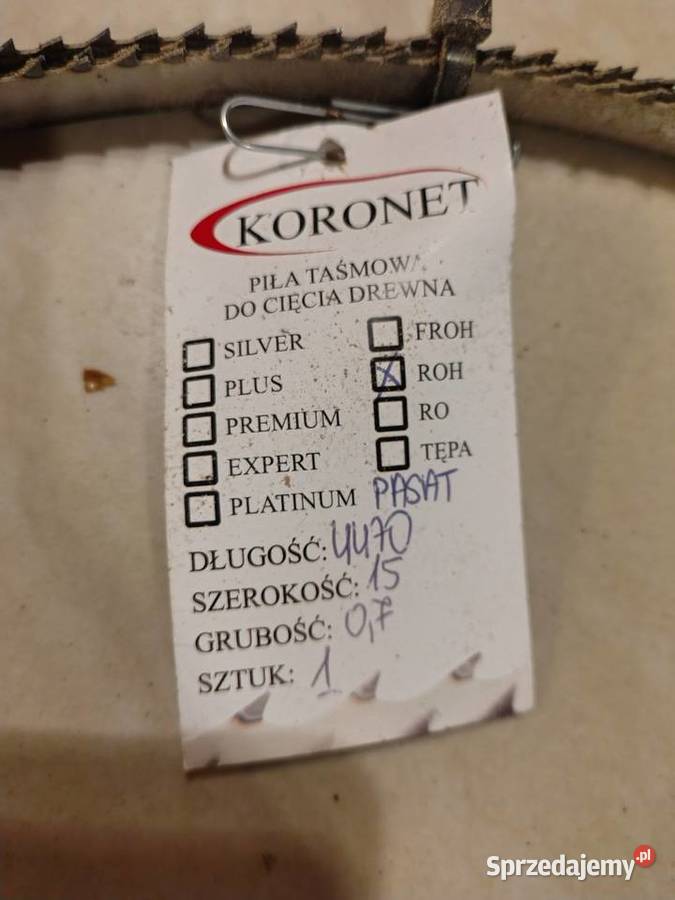 KORONET
PIŁA TAŚMOWA
DO CIĘCIA DREWNA
SILVER FROH
PLUS ROH
PREMIUM RO
EXPERT TĘPA
PLATINUM PASAT
DŁUGOŚĆ: 4470
SZEROKOŚĆ: 15
GRUBOŚĆ: 0,7
SZTUK: 1
Sprzedajemy.pl